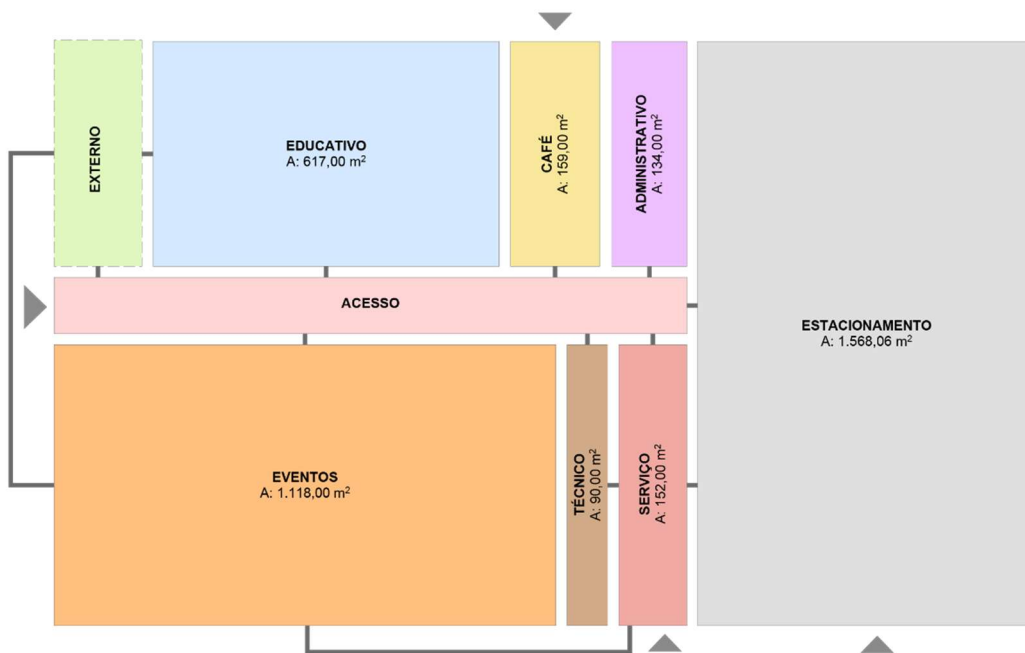 EXTERNO
EDUCATIVO
A: 617,00 m²
CAFÉ
A: 159,00 m²
ADMINISTRATIVO
A: 134,00 m²
ACESSO
ESTACIONAMENTO
A: 1.568,06 m²
EVENTOS
A: 1.118,00 m²
TÉCNICO
A: 90,00 m²
SERVIÇO
A: 152,00 m²